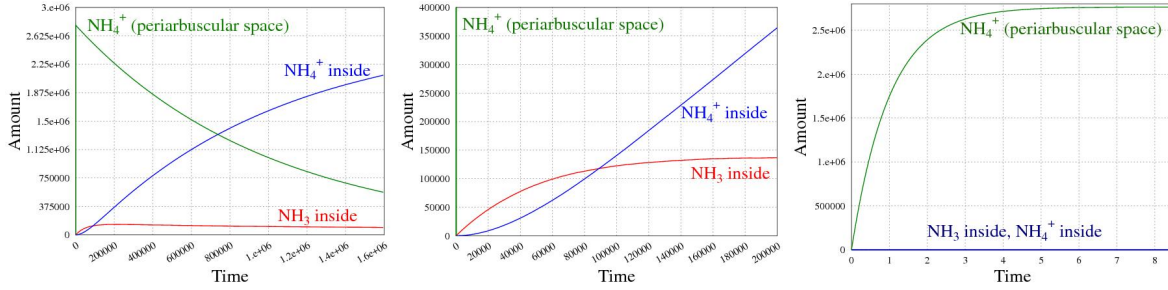 3.e+06
2.625e+06
2.25e+06
1.875e+06
1.5e+06
1.125e+06
750000
375000
0
Amount
NH₄⁺ (periarbuscular space)
NH₄⁺ inside
NH₃ inside
0
200000
400000
600000
800000
1.e+06
1.2e+06
1.4e+06
1.6e+06
Time
400000
350000
300000
250000
200000
150000
100000
50000
0
Amount
NH₄⁺ (periarbuscular space)
NH₄⁺ inside
NH₃ inside
0
20000
40000
60000
80000
100000
120000
140000
160000
180000
200000
Time
2.5e+06
2.e+06
1.5e+06
1.e+06
500000
0
Amount
NH₄⁺ (periarbuscular space)
NH₃ inside, NH₄⁺ inside
0 1 2 3 4 5 6 7 8
Time